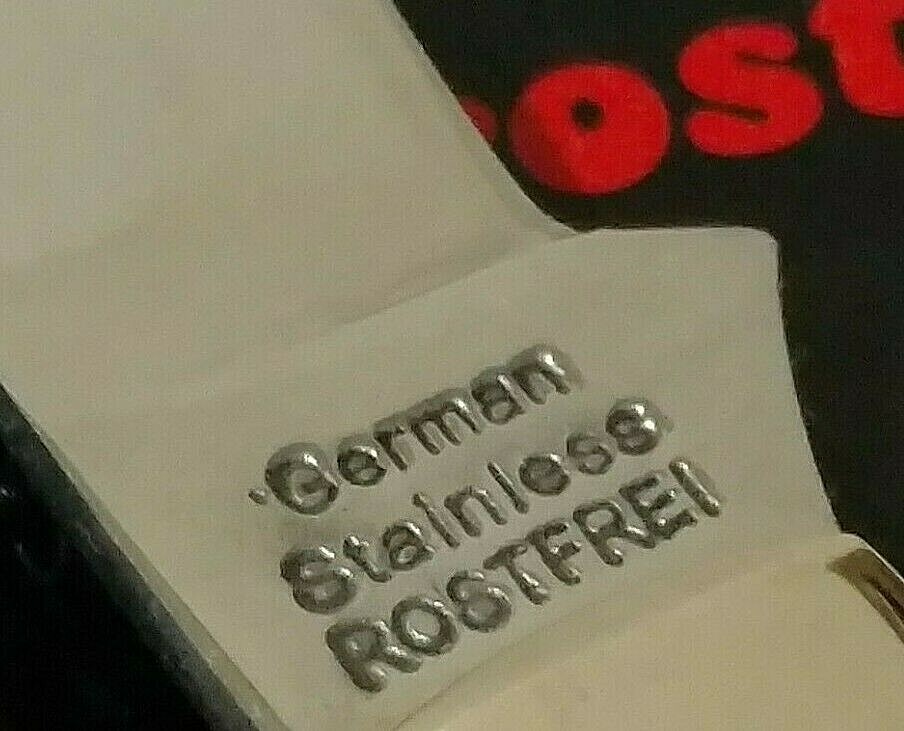 ost
German
Stainless
ROSTFREI